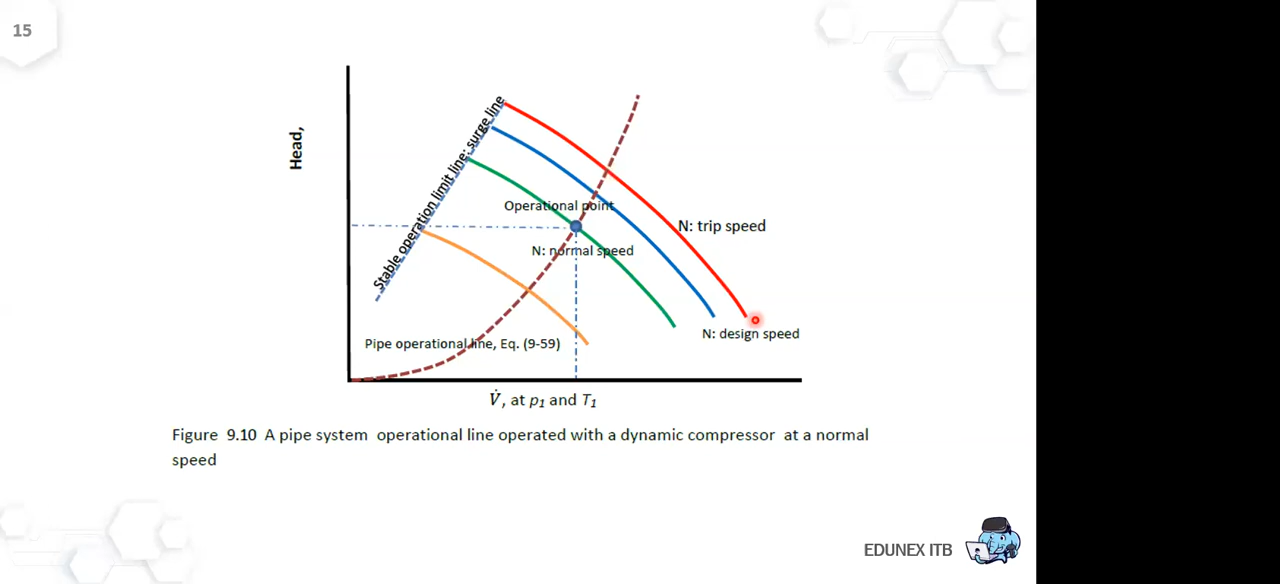 15
Head,
Stable operation limit line; surge line
Operational point
N: trip speed
N: normal speed
N: design speed
Pipe operational line, Eq. (9-59)
V̇, at p₁ and T₁
Figure 9.10 A pipe system operational line operated with a dynamic compressor at a normal
speed
EDUNEX ITB